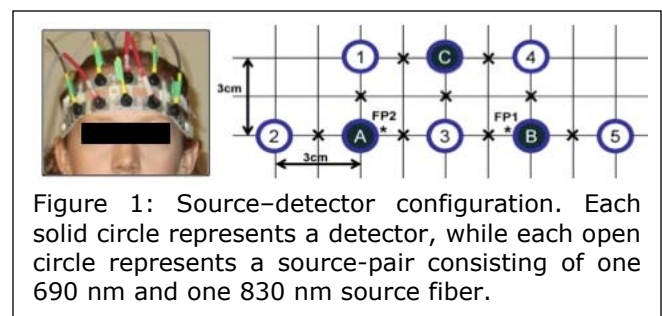 1 C 4
3cm
FP2 FP1
* *
2 A 3 B 5
3cm
Figure 1: Source–detector configuration. Each
solid circle represents a detector, while each open
circle represents a source-pair consisting of one
690 nm and one 830 nm source fiber.